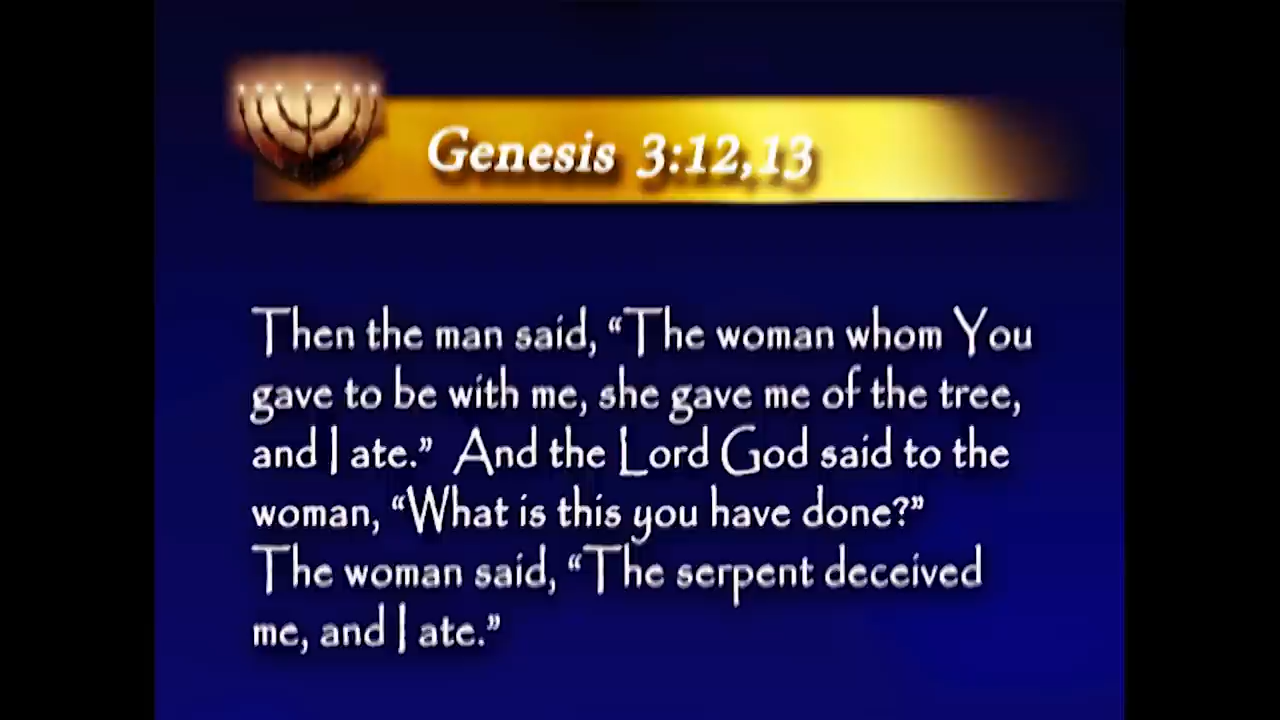 Genesis 3:12,13
Then the man said, “The woman whom You
gave to be with me, she gave me of the tree,
and I ate.” And the Lord God said to the
woman, “What is this you have done?”
The woman said, “The serpent deceived
me, and I ate.”